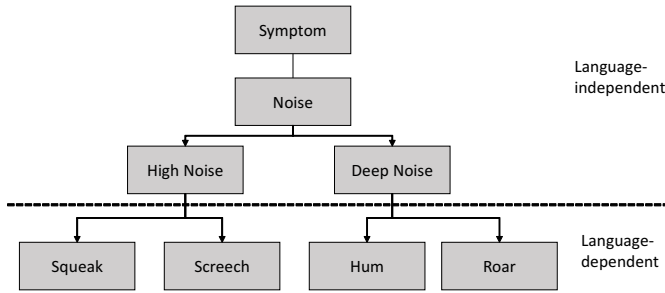 Symptom
Language-
independent
Noise
High Noise
Deep Noise
Language-
dependent
Squeak
Screech
Hum
Roar